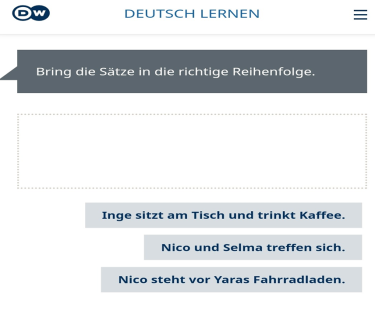 DW
DEUTSCH LERNEN
Bring die Sätze in die richtige Reihenfolge.
Inge sitzt am Tisch und trinkt Kaffee.
Nico und Selma treffen sich.
Nico steht vor Yaras Fahrradladen.